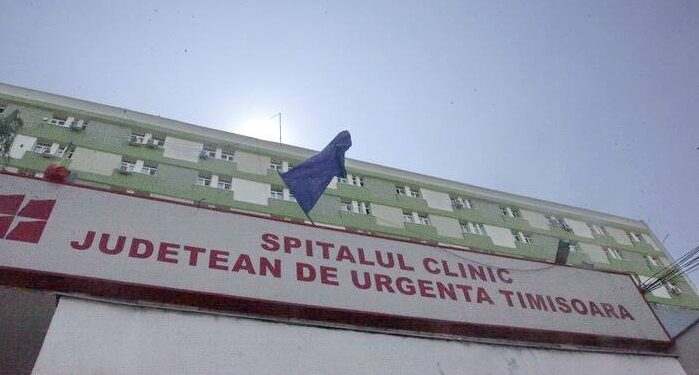 SPITALUL CLINIC
JUDETEAN DE URGENTA TIMISOARA